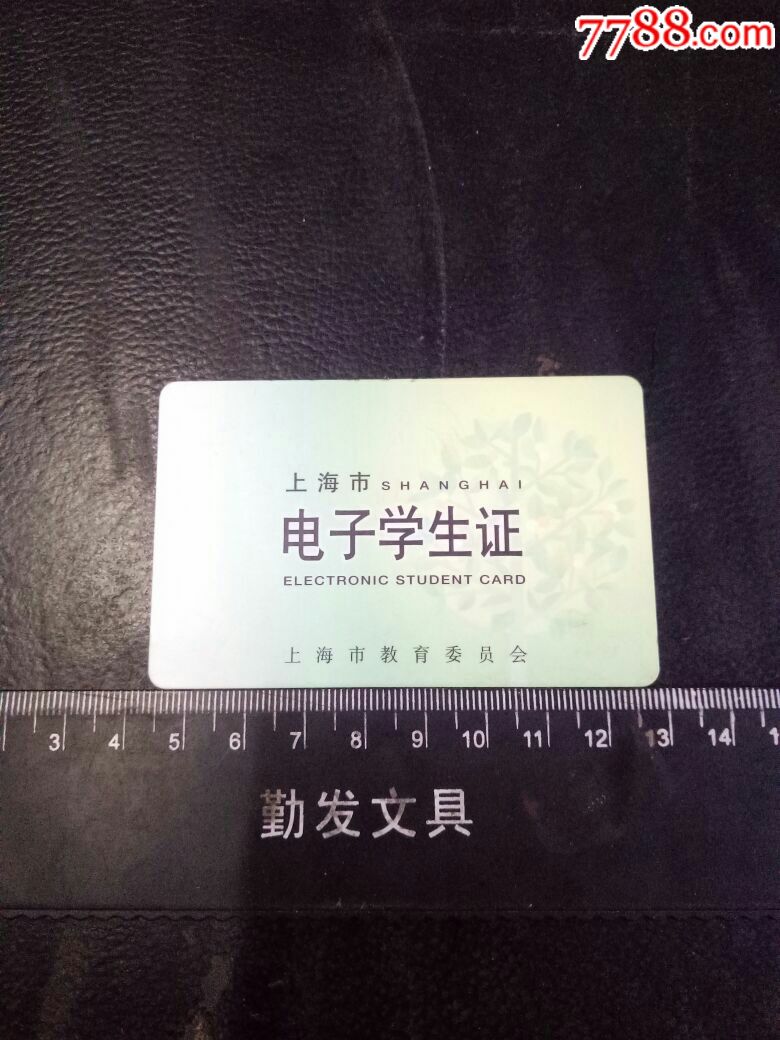 7788.com
上海市 SHANGHAI
电子学生证
ELECTRONIC STUDENT CARD
上海市教育委员会
3 4 5 6 7 8 9 10 11 12 13 14
勤发文具